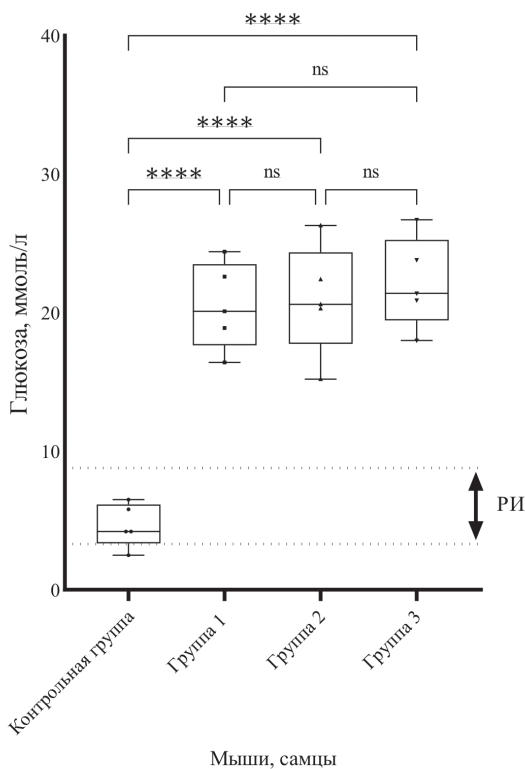 40
****
ns
****
30
****
ns
ns
Глюкоза, ммоль/л
20
10
РИ
0
Контрольная группа
Группа 1
Группа 2
Группа 3
Мыши, самцы